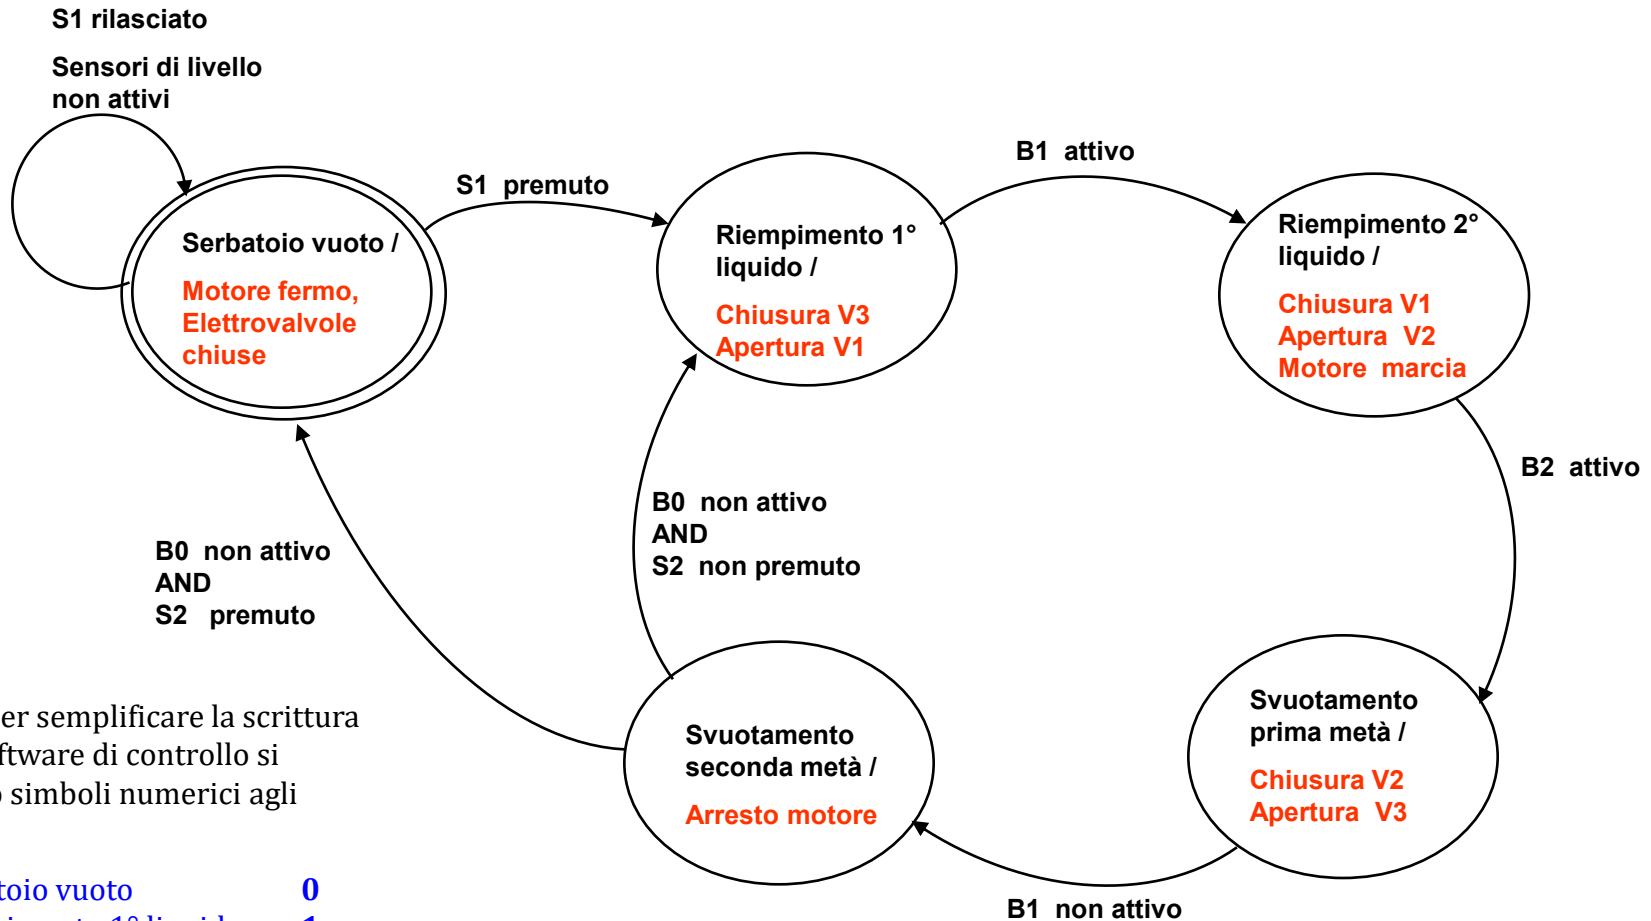 S1 rilasciato
Sensori di livello
non attivi
S1 premuto
B1 attivo
Serbatoio vuoto /
Motore fermo,
Elettrovalvole
chiuse
Riempimento 1°
liquido /
Chiusura V3
Apertura V1
Riempimento 2°
liquido /
Chiusura V1
Apertura V2
Motore marcia
B2 attivo
B0 non attivo
AND
S2 non premuto
B0 non attivo
AND
S2 premuto
Svuotamento
seconda metà /
Arresto motore
Svuotamento
prima metà /
Chiusura V2
Apertura V3
B1 non attivo
er semplificare la scrittura
ftware di controllo si
o simboli numerici agli
toio vuoto 0
1° liquido 1